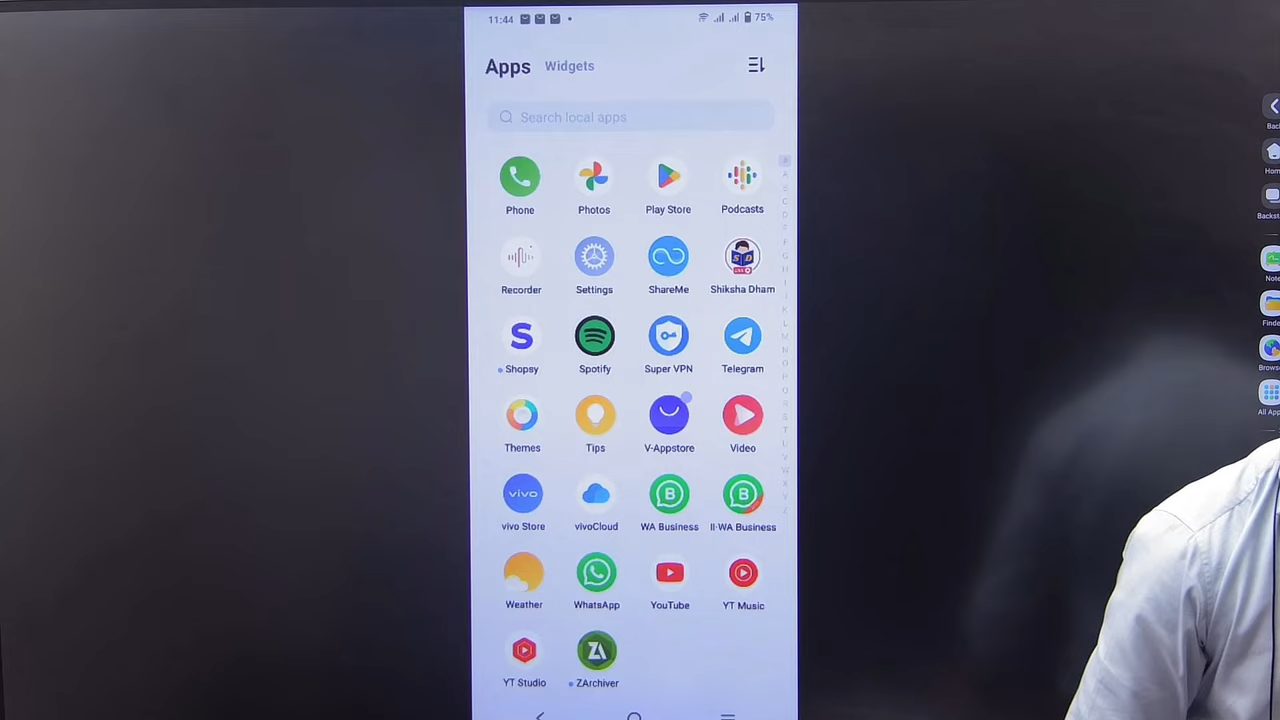 11:44
75%
Apps Widgets
Search local apps
Phone Photos Play Store Podcasts
Recorder Settings ShareMe Shiksha Dham
Shopsy Spotify Super VPN Telegram
Themes Tips V-Appstore Video
vivo
vivo Store vivoCloud WA Business II·WA Business
Weather WhatsApp YouTube YT Music
YT Studio ZArchiver
Home
Finder